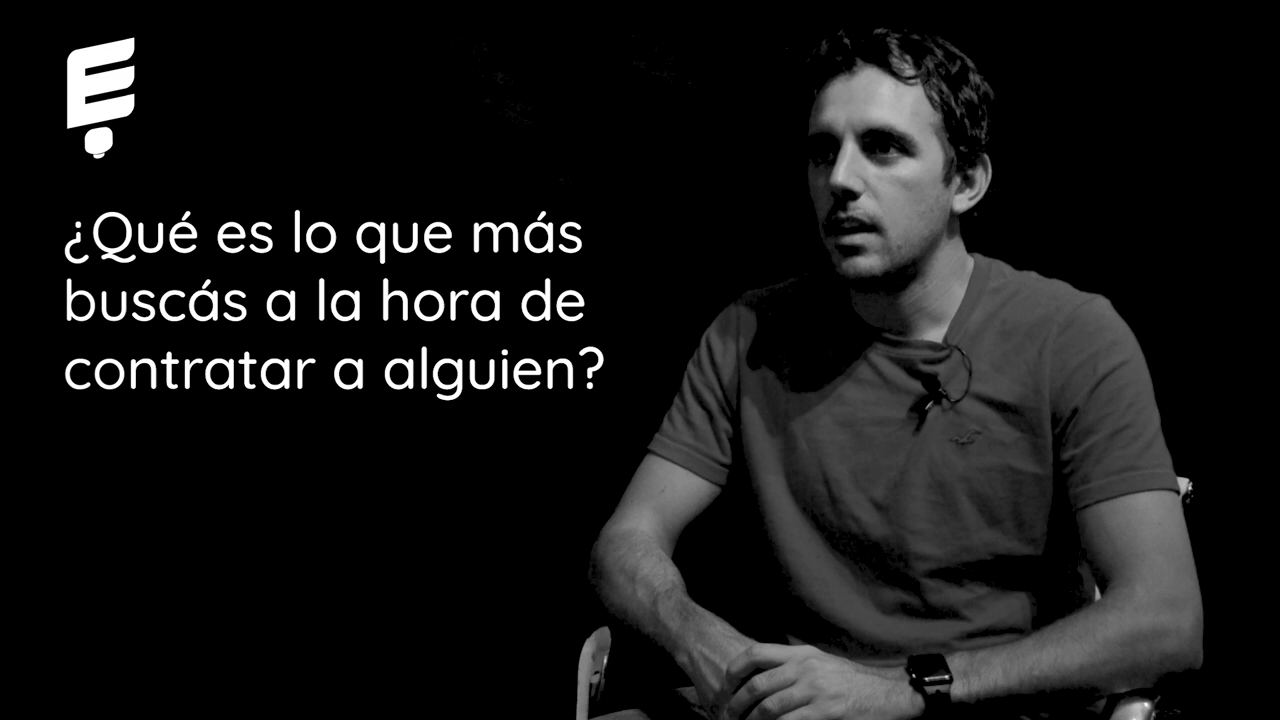 ¿Qué es lo que más
buscás a la hora de
contratar a alguien?